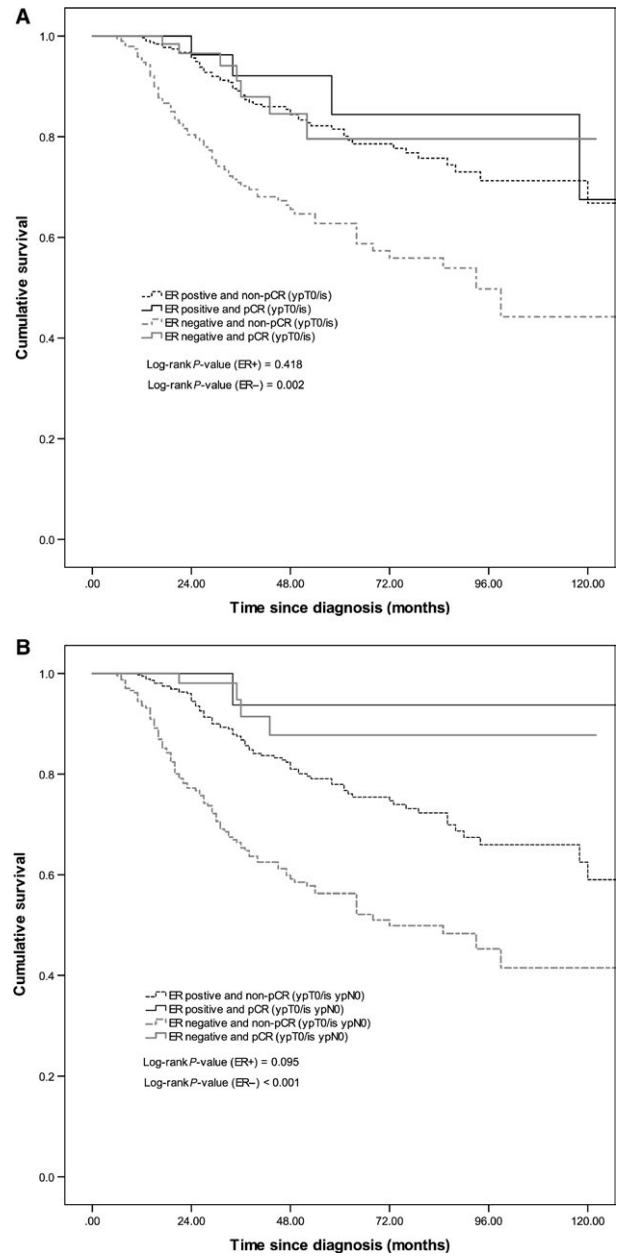 A
1.0
0.8
0.6
0.4
0.2
0.0
Cumulative survival
ER postive and non-pCR (ypT0/is)
ER positive and pCR (ypT0/is)
ER negative and non-pCR (ypT0/is)
ER negative and pCR (ypT0/is)
Log-rank P-value (ER+) = 0.418
Log-rank P-value (ER–) = 0.002
.00 24.00 48.00 72.00 96.00 120.00
Time since diagnosis (months)
B
1.0
0.8
0.6
0.4
0.2
0.0
Cumulative survival
ER postive and non-pCR (ypT0/is ypN0)
ER positive and pCR (ypT0/is ypN0)
ER negative and non-pCR (ypT0/is ypN0)
ER negative and pCR (ypT0/is ypN0)
Log-rank P-value (ER+) = 0.095
Log-rank P-value (ER–) < 0.001
.00 24.00 48.00 72.00 96.00 120.00
Time since diagnosis (months)